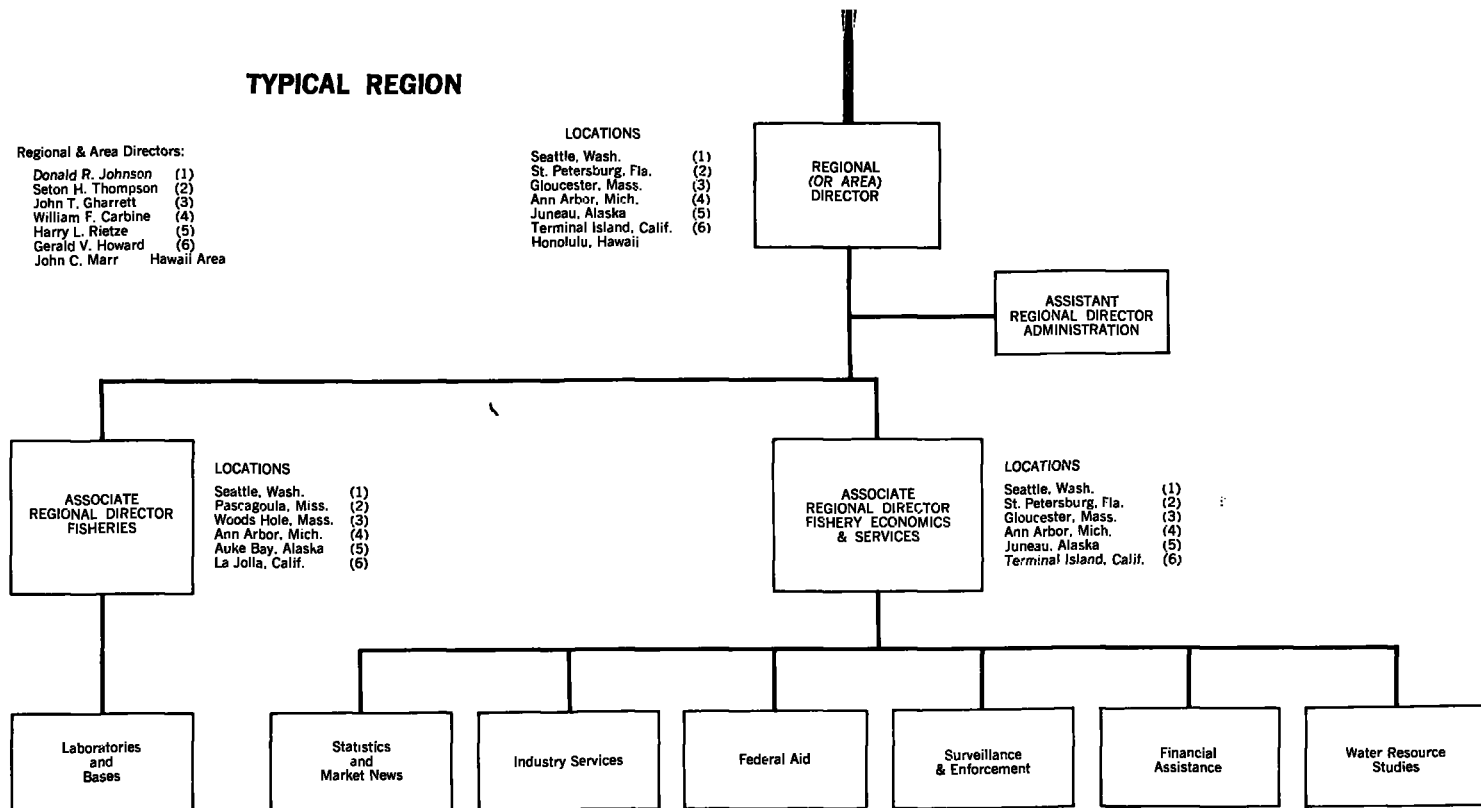 TYPICAL REGION
Regional & Area Directors:
Donald R. Johnson (1)
Seton H. Thompson (2)
John T. Gharrett (3)
William F. Carbine (4)
Harry L. Rietze (5)
Gerald V. Howard (6)
John C. Marr Hawaii Area
LOCATIONS
Seattle, Wash. (1)
St. Petersburg, Fla. (2)
Gloucester, Mass. (3)
Ann Arbor, Mich. (4)
Juneau, Alaska (5)
Terminal Island, Calif. (6)
Honolulu, Hawaii
REGIONAL
(OR AREA)
DIRECTOR
ASSISTANT
REGIONAL DIRECTOR
ADMINISTRATION
ASSOCIATE
REGIONAL DIRECTOR
FISHERIES
LOCATIONS
Seattle, Wash. (1)
Pascagoula, Miss. (2)
Woods Hole, Mass. (3)
Ann Arbor, Mich. (4)
Auke Bay, Alaska (5)
La Jolla, Calif. (6)
ASSOCIATE
REGIONAL DIRECTOR
FISHERY ECONOMICS
& SERVICES
LOCATIONS
Seattle, Wash. (1)
St. Petersburg, Fla. (2)
Gloucester, Mass. (3)
Ann Arbor, Mich. (4)
Juneau, Alaska (5)
Terminal Island, Calif. (6)
Laboratories
and
Bases
Statistics
and
Market News
Industry Services
Federal Aid
Surveillance
& Enforcement
Financial
Assistance
Water Resource
Studies